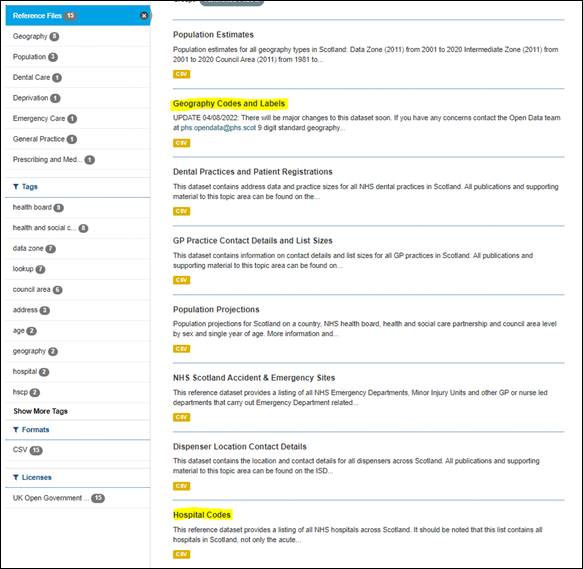 Reference Files 15
Geography 8
Population 3
Dental Care 1
Deprivation 1
Emergency Care 1
General Practice 1
Prescribing and Med... 1
Tags
health board 8
health and social c... 8
data zone 7
lookup 7
council area 6
address 3
age 2
geography 2
hospital 2
hscp 2
Show More Tags
Formats
CSV 15
Licenses
UK Open Government ... 15
Population Estimates
Population estimates for all geography types in Scotland: Data Zone (2011) from 2001 to 2020 Intermediate Zone (2011) from
2001 to 2020 Council Area (2011) from 1981 to...
CSV
Geography Codes and Labels
UPDATE 04/08/2022: There will be major changes to this dataset soon. If you have any concerns contact the Open Data team
at phs.opendata@phs.scot 9 digit standard geography...
CSV
Dental Practices and Patient Registrations
This dataset contains address data and practice sizes for all NHS dental practices in Scotland. All publications and supporting
material to this topic area can be found on the...
CSV
GP Practice Contact Details and List Sizes
This dataset contains information on contact details and list sizes for all GP practices in Scotland. All publications and
supporting material to this topic area can be found on...
CSV
Population Projections
Population projections for Scotland on a country, NHS health board, health and social care partnership and council area level
by sex and single year of age. More information and...
CSV
NHS Scotland Accident & Emergency Sites
This reference dataset provides a listing of all NHS Emergency Departments, Minor Injury Units and other GP or nurse led
departments that carry out Emergency Department related...
CSV
Dispenser Location Contact Details
This dataset contains the location and contact details for all dispensers across Scotland. All publications and supporting
material to this topic area can be found on the ISD...
CSV
Hospital Codes
This reference dataset provides a listing of all NHS hospitals across Scotland. It should be noted that this list contains all
hospitals in Scotland, not only the acute...
CSV